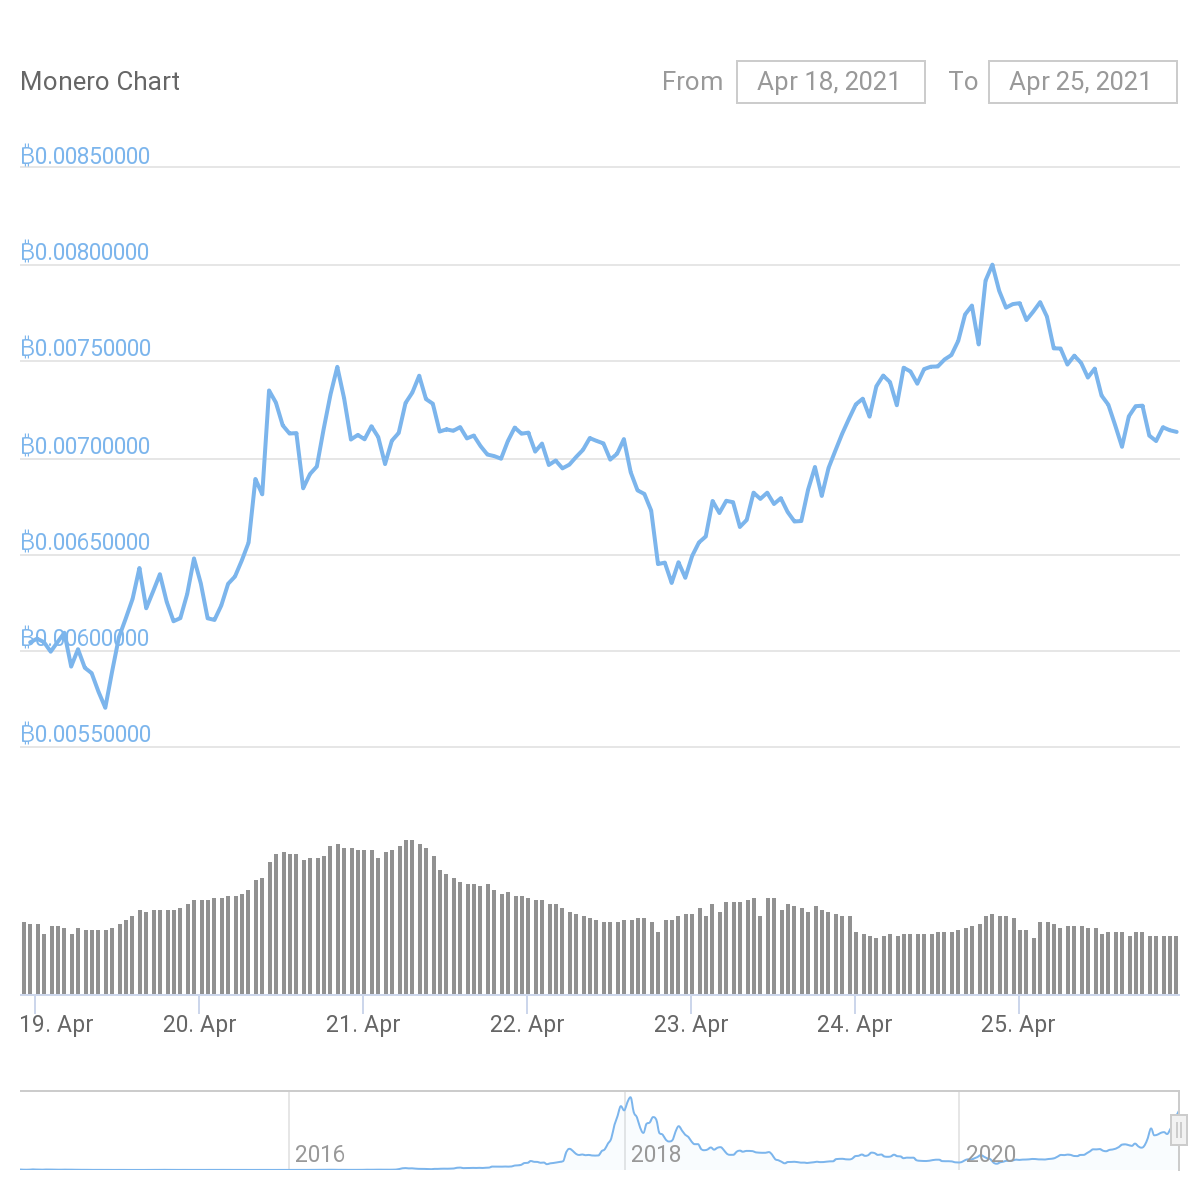 Monero Chart From Apr 18, 2021 To Apr 25, 2021
₿0.00850000
₿0.00800000
₿0.00750000
₿0.00700000
₿0.00650000
₿0.00600000
₿0.00550000
19. Apr 20. Apr 21. Apr 22. Apr 23. Apr 24. Apr 25. Apr
2016 2018 2020